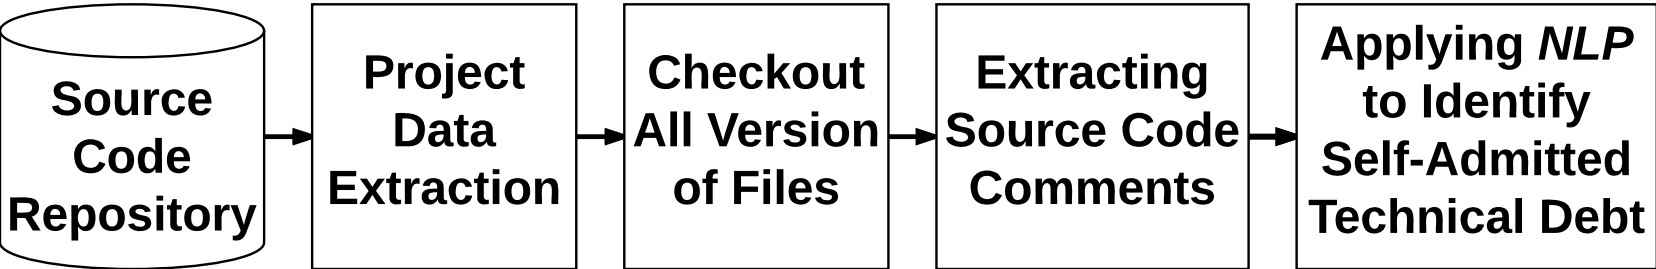 Source
Code
Repository
Project
Data
Extraction
Checkout
All Version
of Files
Extracting
Source Code
Comments
Applying NLP
to Identify
Self-Admitted
Technical Debt